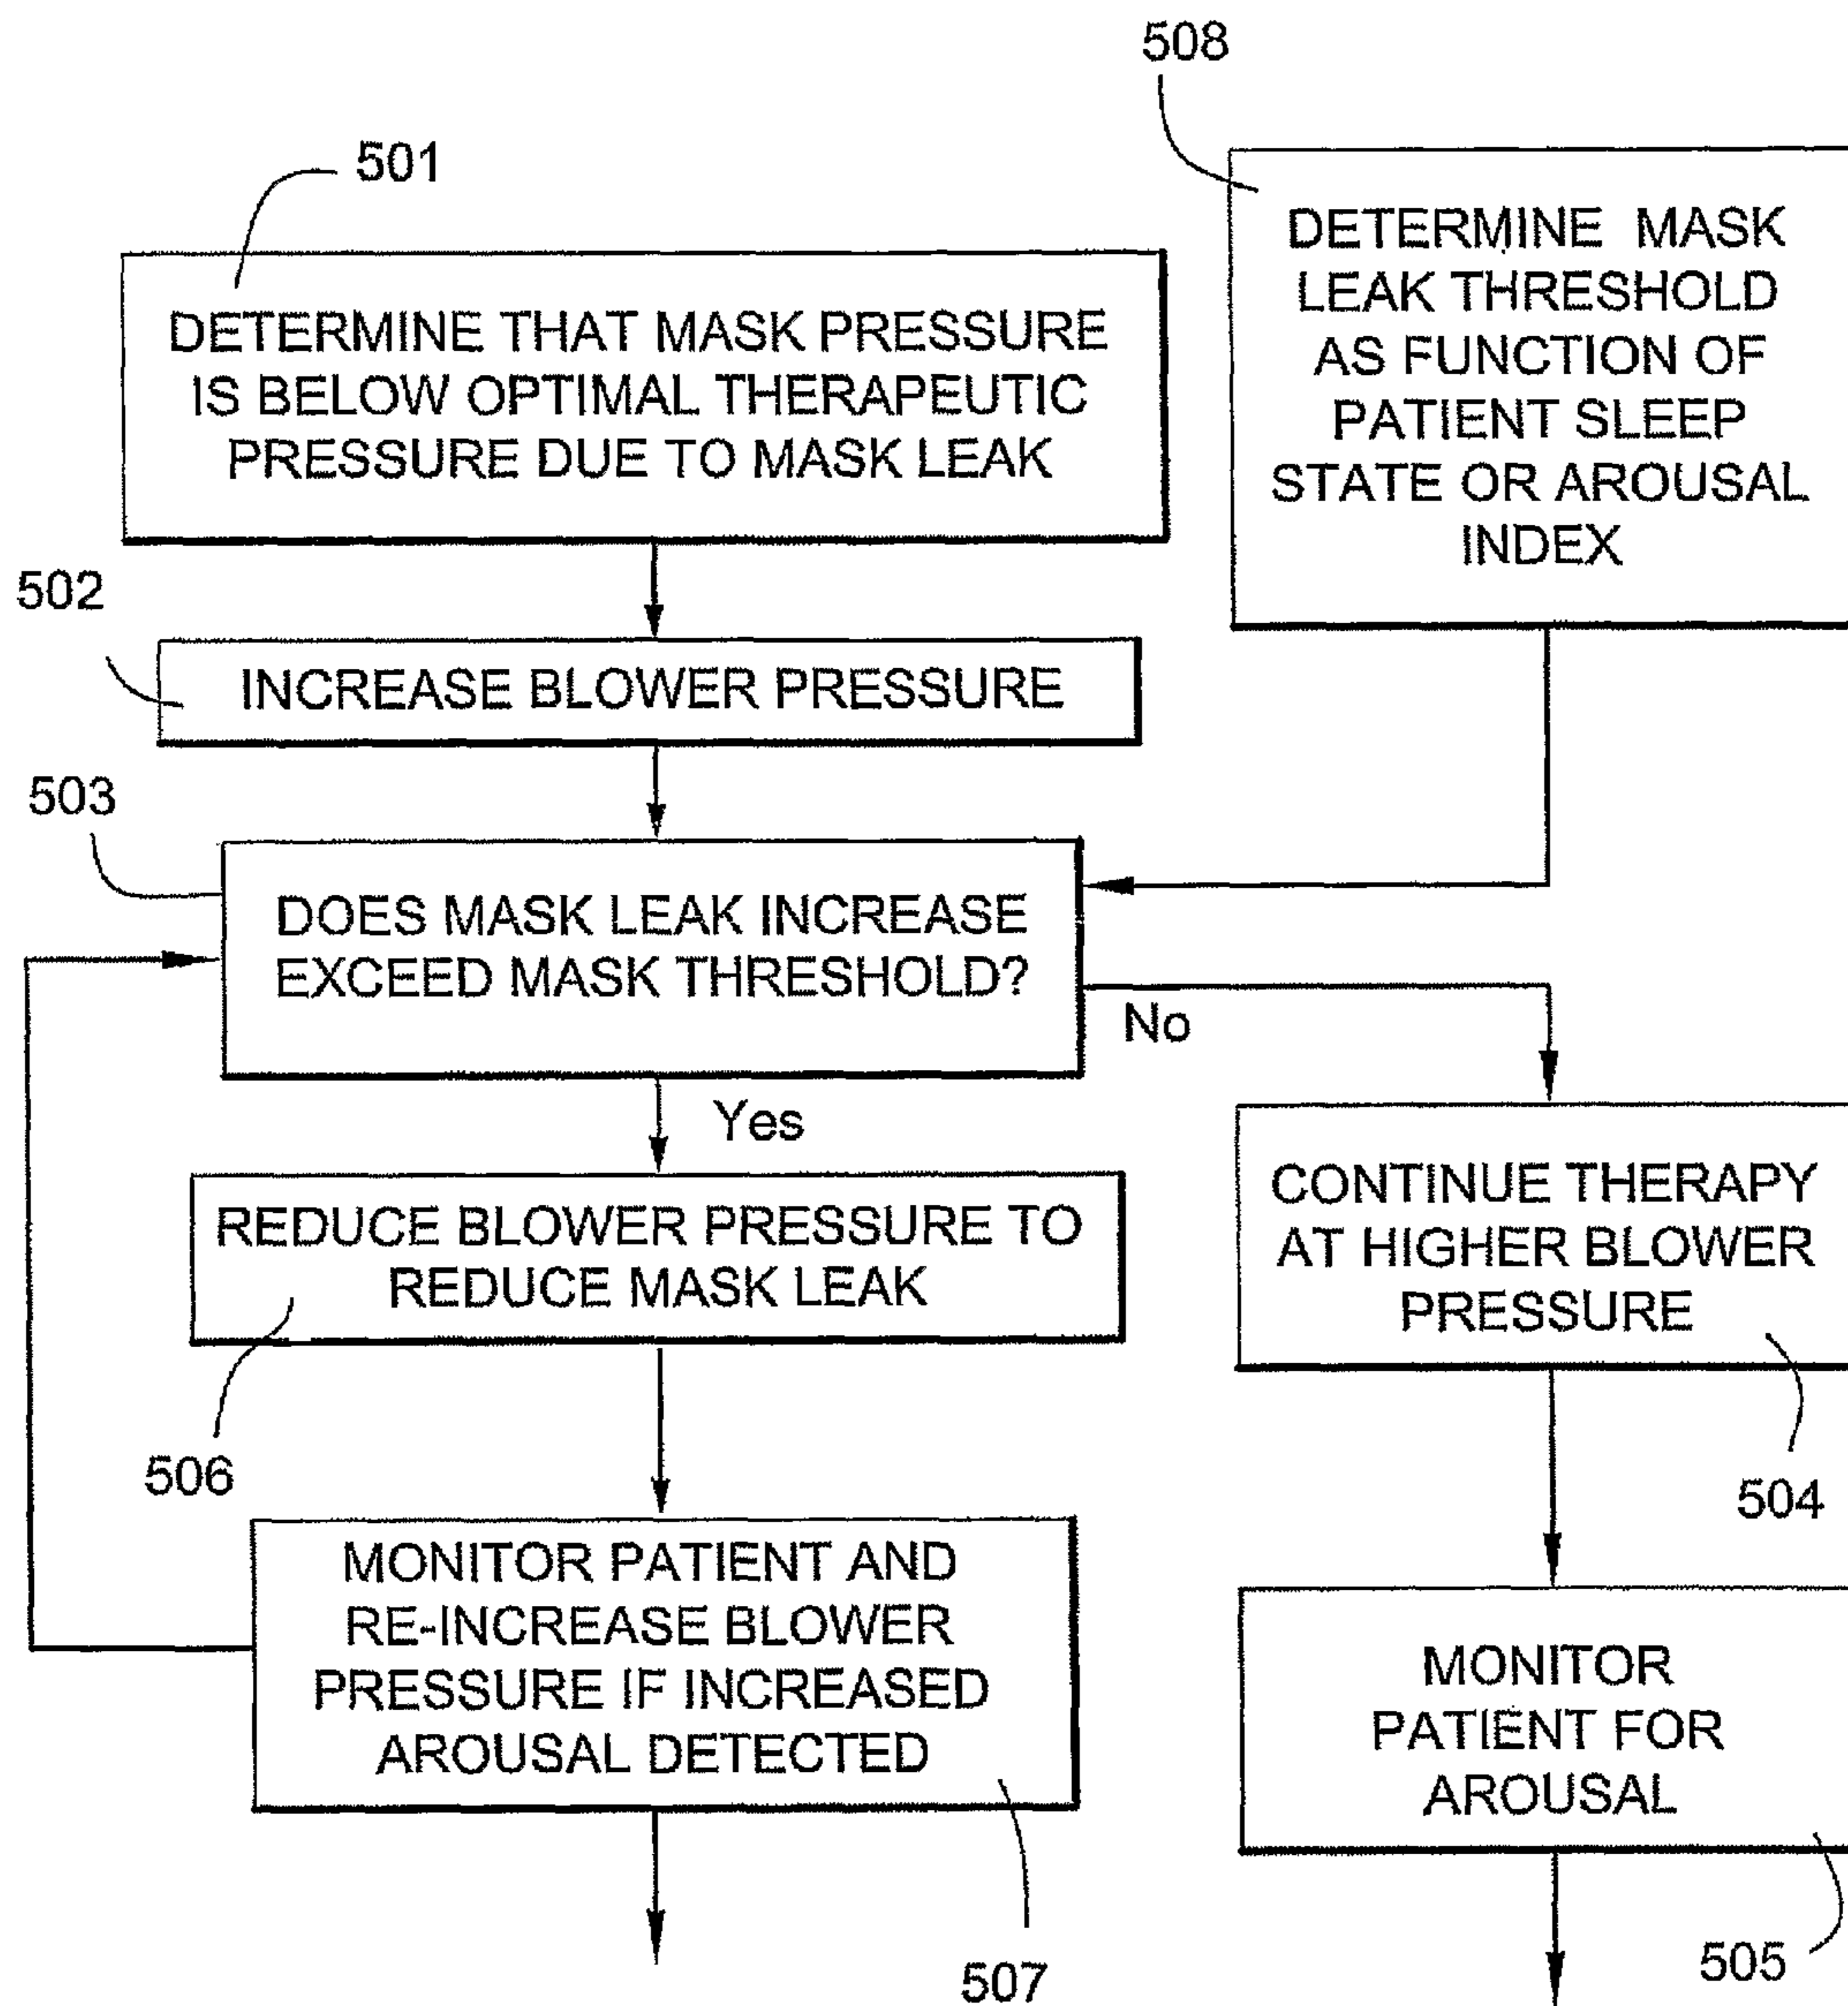 508
501
DETERMINE THAT MASK PRESSURE
IS BELOW OPTIMAL THERAPEUTIC
PRESSURE DUE TO MASK LEAK
DETERMINE MASK
LEAK THRESHOLD
AS FUNCTION OF
PATIENT SLEEP
STATE OR AROUSAL
INDEX
502
INCREASE BLOWER PRESSURE
503
DOES MASK LEAK INCREASE
EXCEED MASK THRESHOLD?
No
Yes
REDUCE BLOWER PRESSURE TO
REDUCE MASK LEAK
506
CONTINUE THERAPY
AT HIGHER BLOWER
PRESSURE
504
MONITOR PATIENT AND
RE-INCREASE BLOWER
PRESSURE IF INCREASED
AROUSAL DETECTED
507
MONITOR
PATIENT FOR
AROUSAL
505